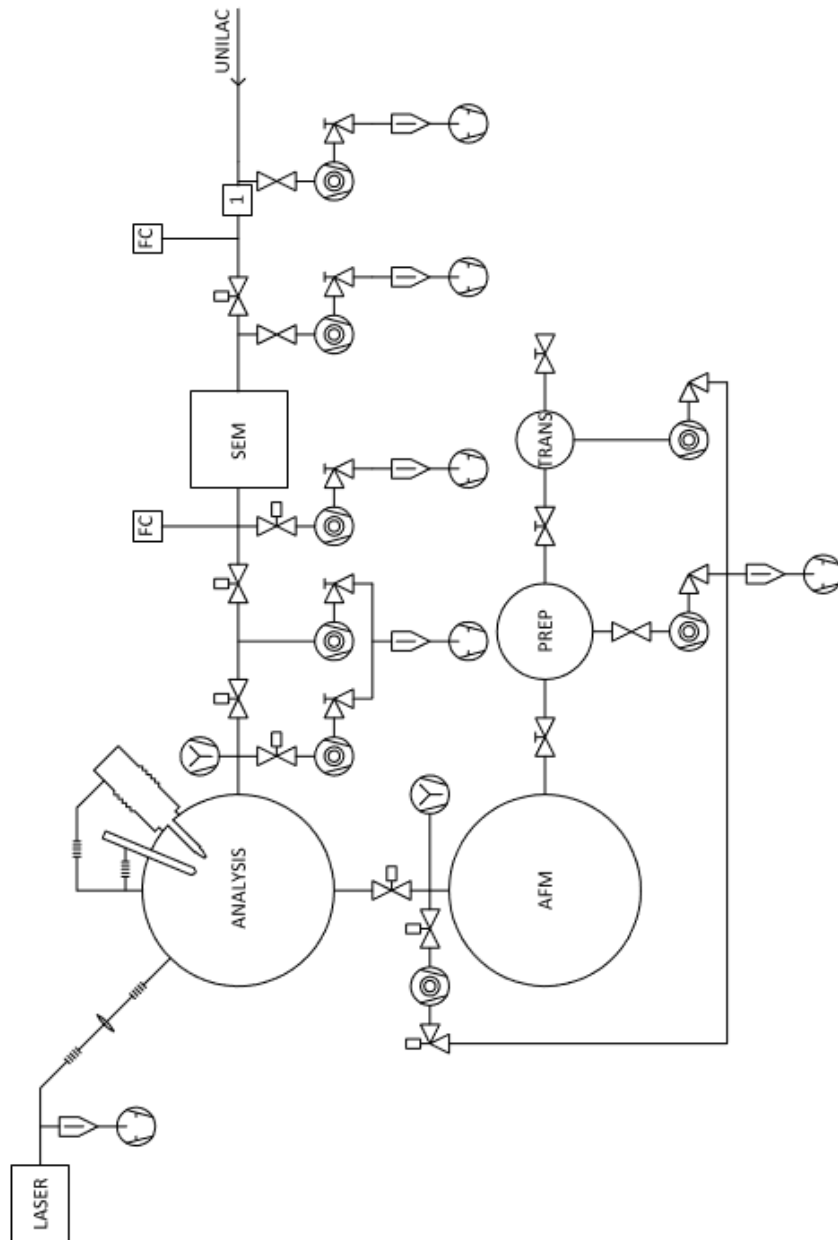 UNILAC
1
FC
SEM
FC
TRANS
PREP
ANALYSIS
AFM
LASER